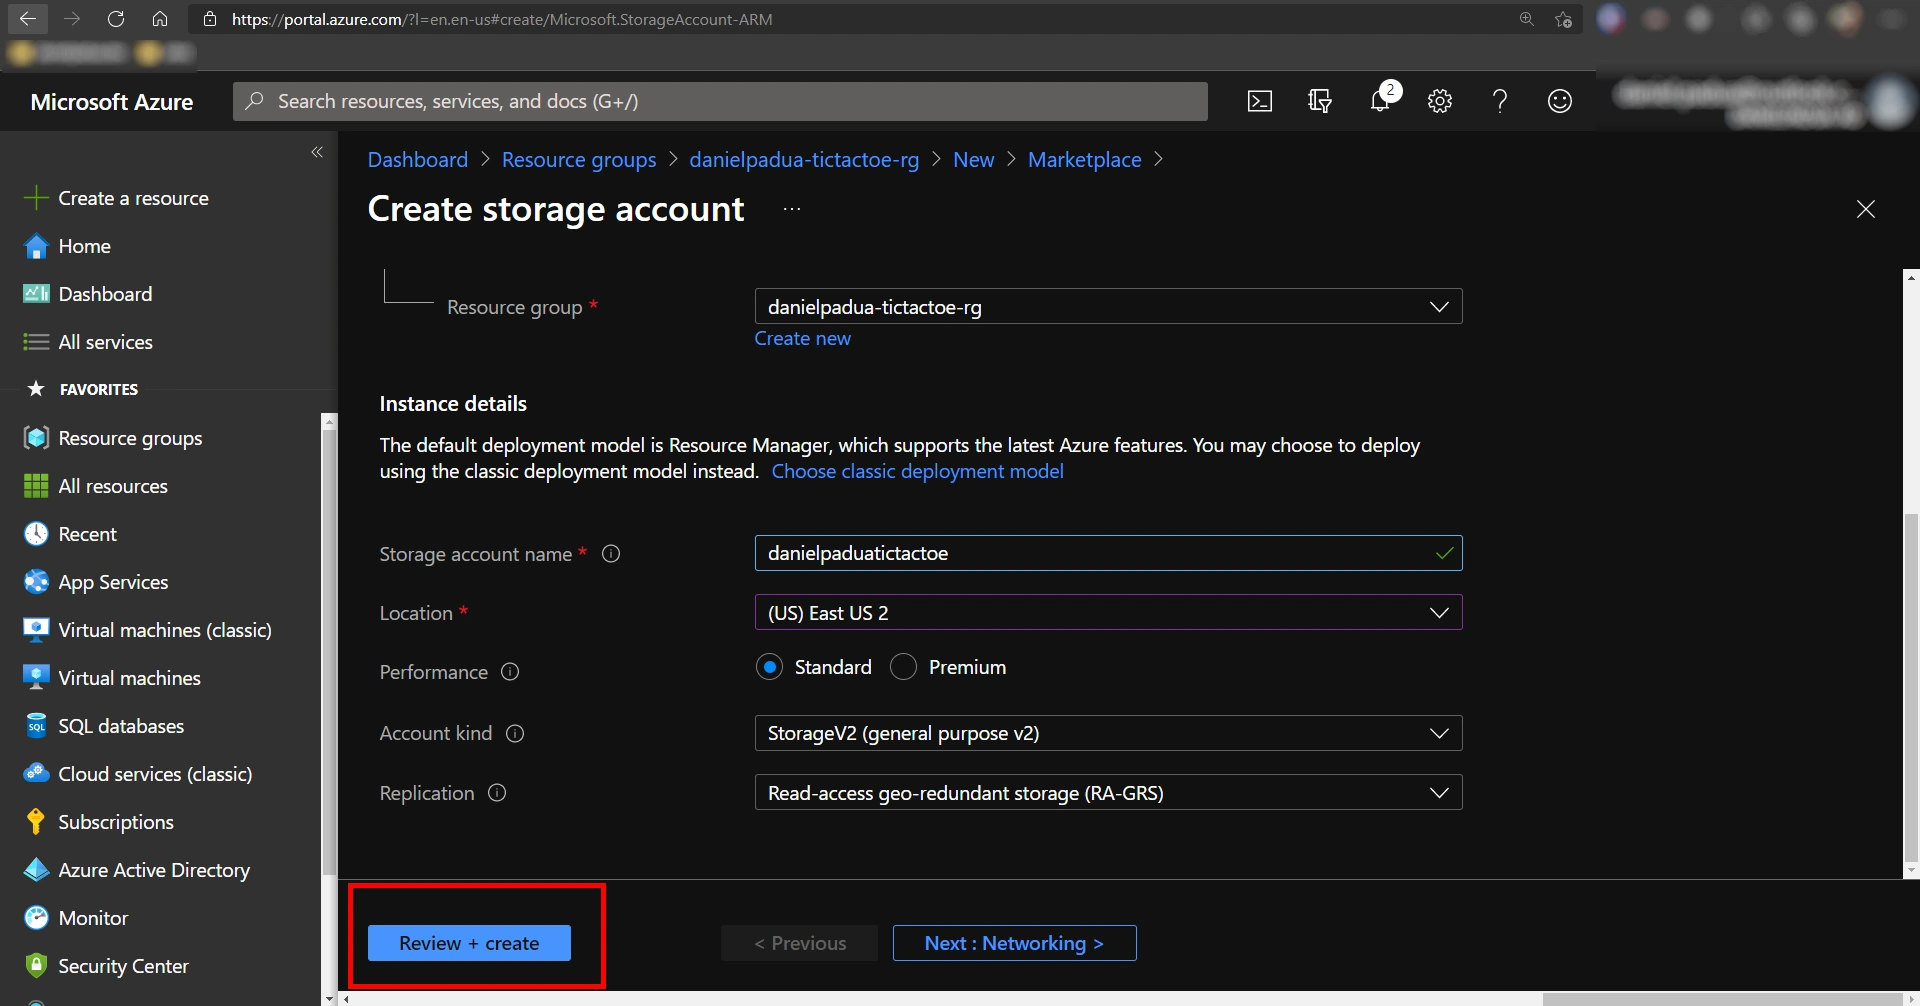 https://portal.azure.com/?l=en.en-us#create/Microsoft.StorageAccount-ARM
Microsoft Azure
Search resources, services, and docs (G+/)
2
Create a resource
Home
Dashboard
All services
FAVORITES
Resource groups
All resources
Recent
App Services
Virtual machines (classic)
Virtual machines
SQL
SQL databases
Cloud services (classic)
Subscriptions
Azure Active Directory
Monitor
Security Center
Dashboard > Resource groups > danielpadua-tictactoe-rg > New > Marketplace >
Create storage account ...
Resource group *
danielpadua-tictactoe-rg
Create new
Instance details
The default deployment model is Resource Manager, which supports the latest Azure features. You may choose to deploy
using the classic deployment model instead. Choose classic deployment model
Storage account name *
danielpaduatictactoe
Location *
(US) East US 2
Performance
Standard
Premium
Account kind
StorageV2 (general purpose v2)
Replication
Read-access geo-redundant storage (RA-GRS)
Review + create
< Previous
Next : Networking >